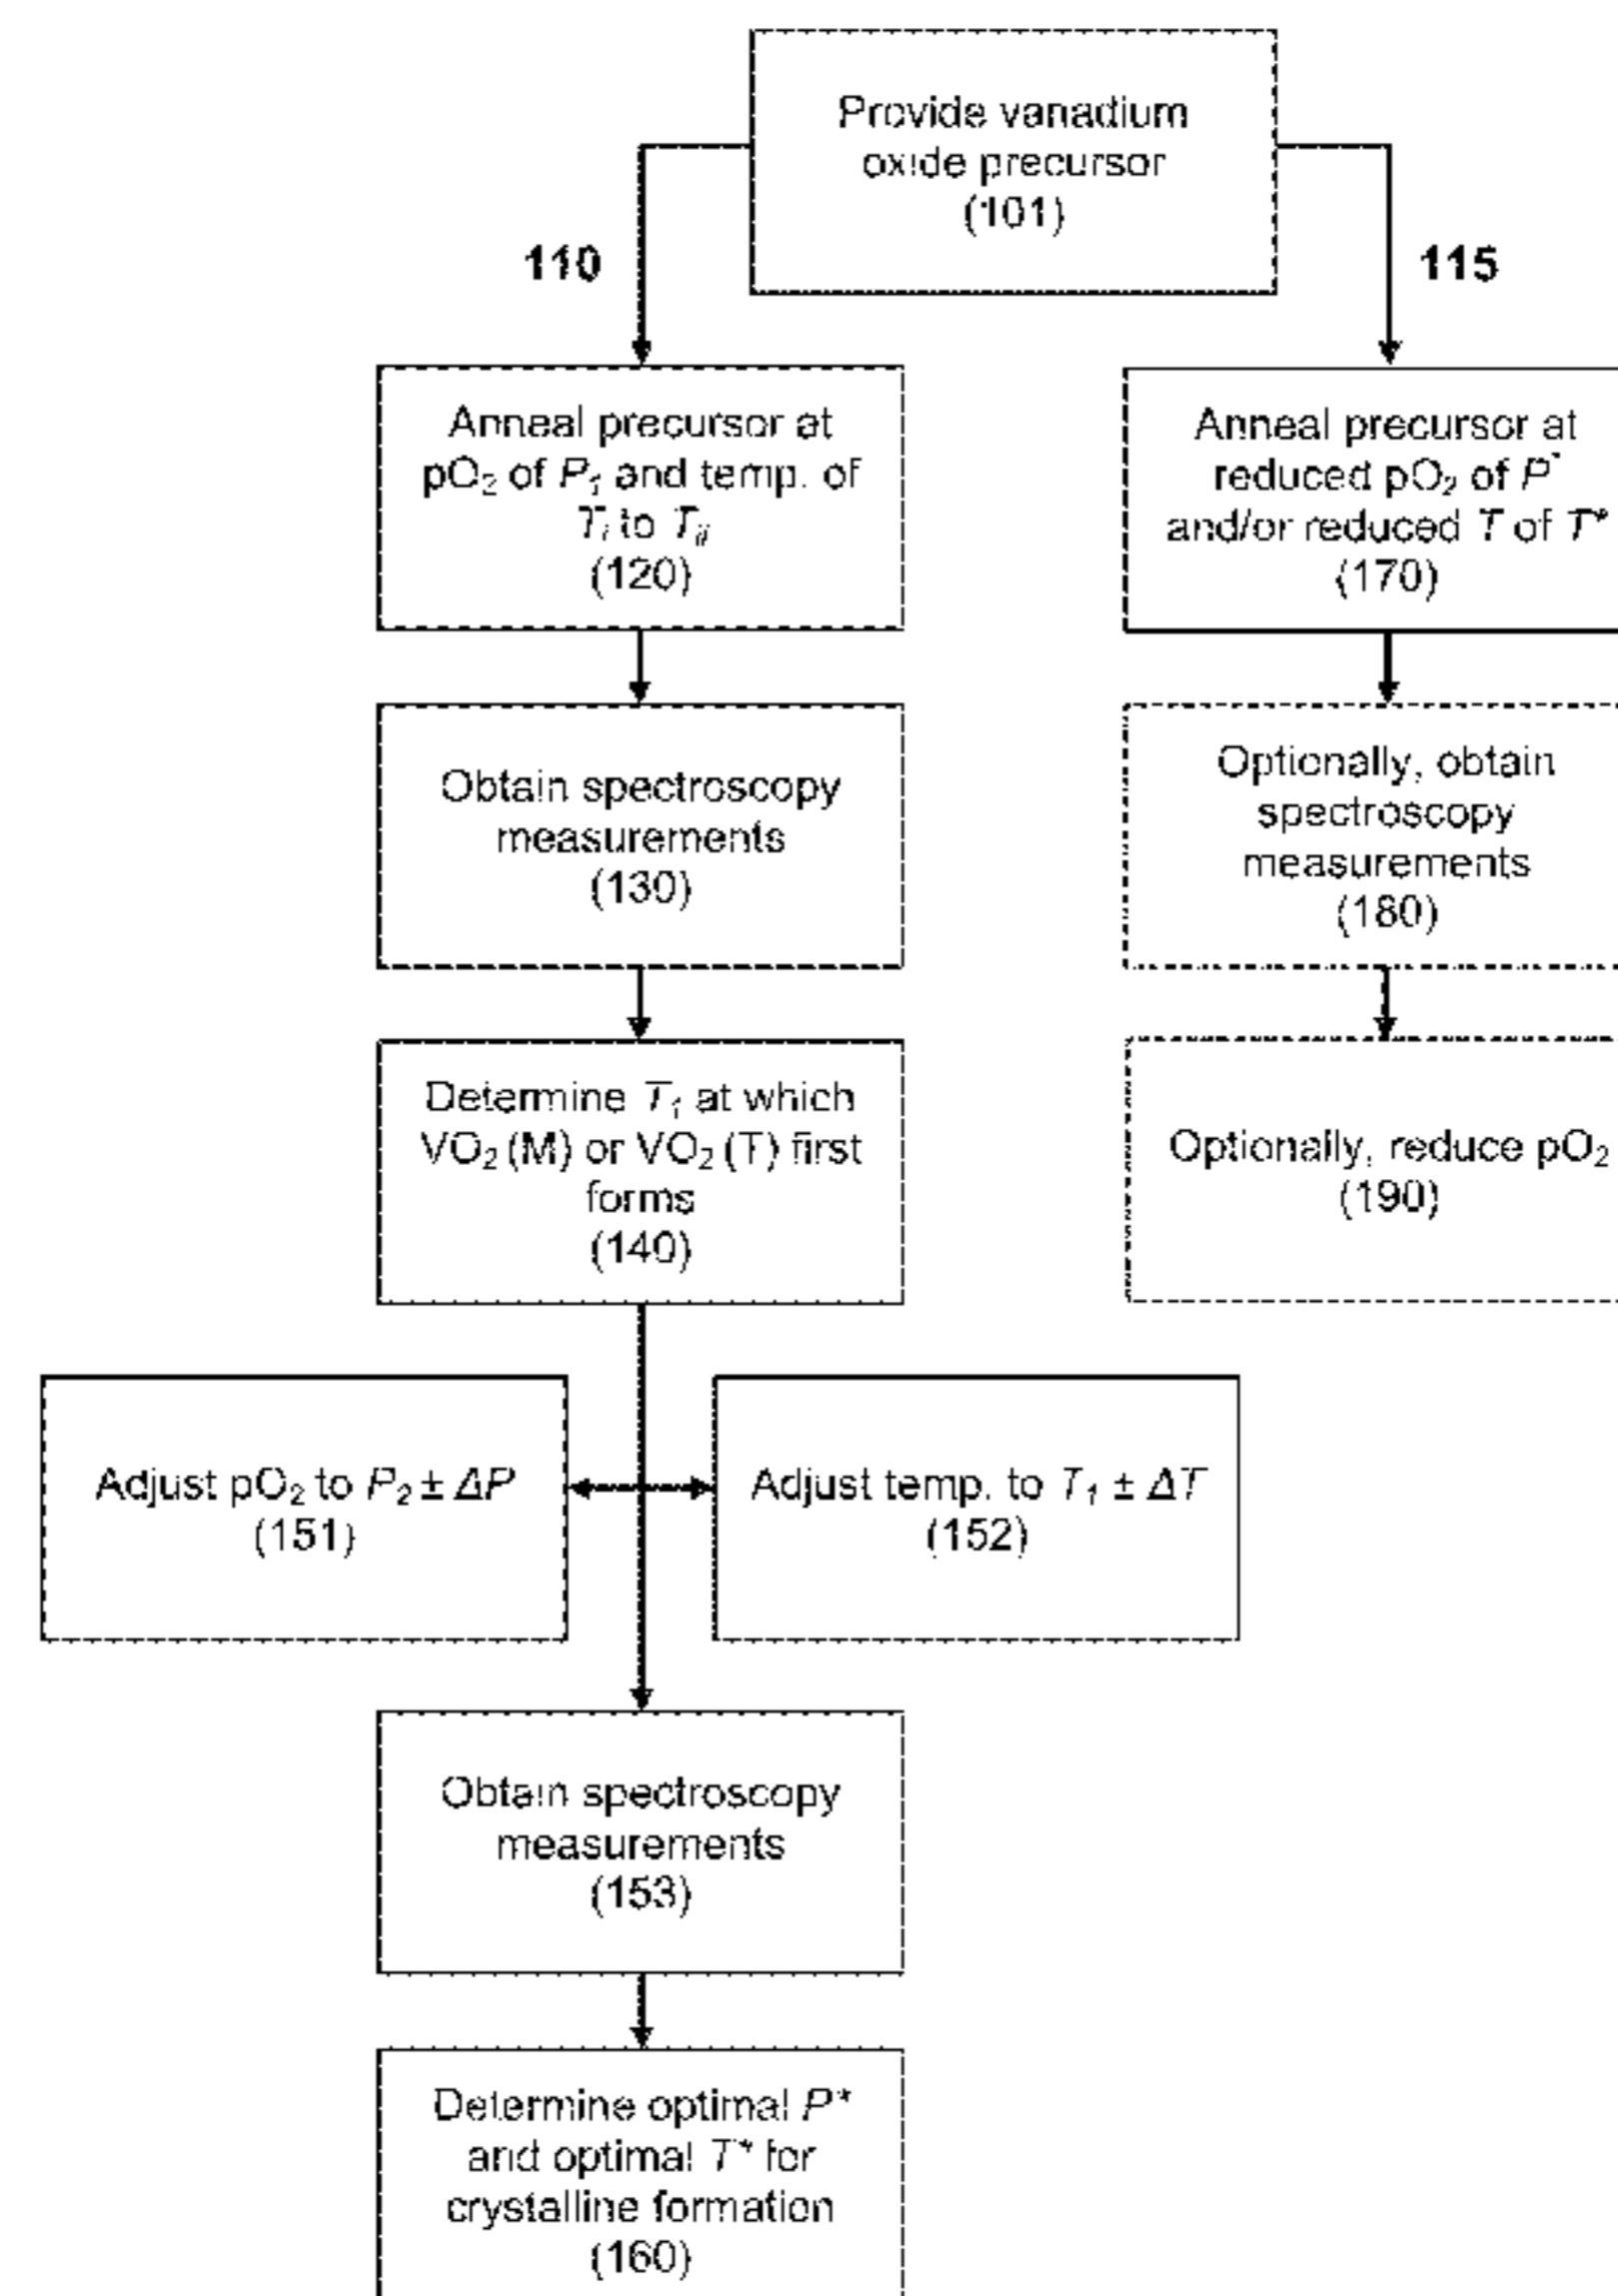 Provide vanadium
oxide precursor
(101)
110
115
Anneal precursor at
pO₂ of P₁ and temp. of
Tᵢ to Tᵢᵢ
(120)
Anneal precursor at
reduced pO₂ of P*
and/or reduced T of T*
(170)
Obtain spectroscopy
measurements
(130)
Optionally, obtain
spectroscopy
measurements
(180)
Determine T₁ at which
VO₂ (M) or VO₂ (T) first
forms
(140)
Optionally, reduce pO₂
(190)
Adjust pO₂ to P₂ ± ΔP
(151)
Adjust temp. to T₁ ± ΔT
(152)
Obtain spectroscopy
measurements
(153)
Determine optimal P*
and optimal T* for
crystalline formation
(160)